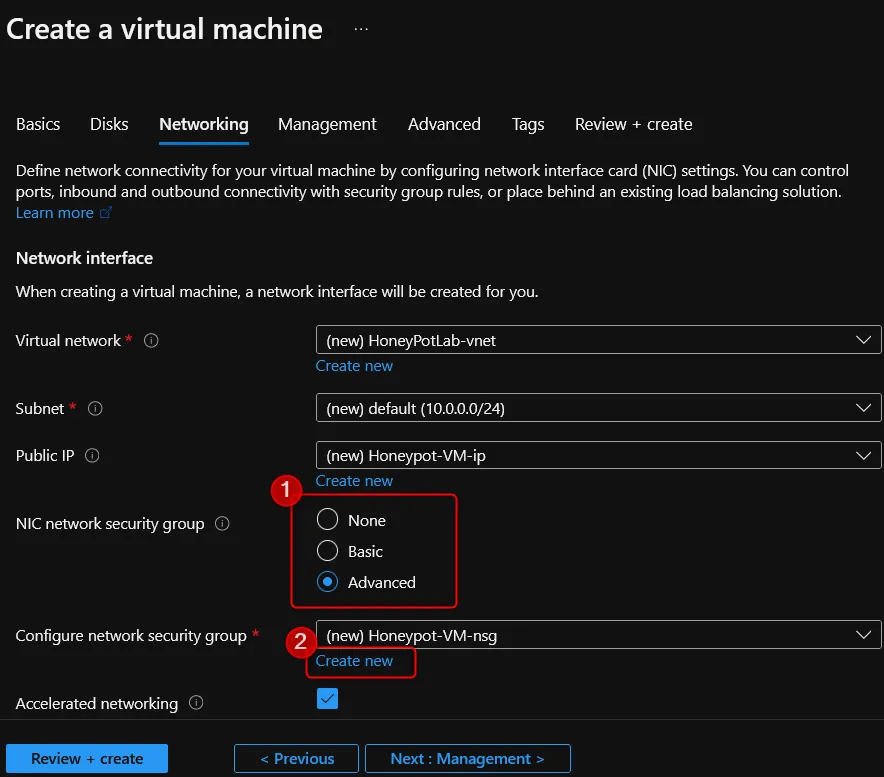 Create a virtual machine ...
Basics Disks Networking Management Advanced Tags Review + create
Define network connectivity for your virtual machine by configuring network interface card (NIC) settings. You can control
ports, inbound and outbound connectivity with security group rules, or place behind an existing load balancing solution.
Learn more
Network interface
When creating a virtual machine, a network interface will be created for you.
Virtual network * (new) HoneyPotLab-vnet
Create new
Subnet * (new) default (10.0.0.0/24)
Public IP (new) Honeypot-VM-ip
Create new
1
NIC network security group
None
Basic
Advanced
Configure network security group * 2 (new) Honeypot-VM-nsg
Create new
Accelerated networking
Review + create < Previous Next : Management >